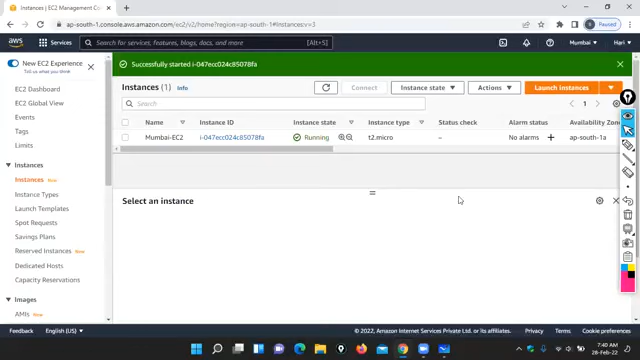 Instances | EC2 Management Co
ap-south-1.console.aws.amazon.com/ec2/v2/home?region=ap-south-1#Instances:v=3
Paused
aws
Services
Search for services, features, blogs, docs, and more
[Alt+S]
Mumbai
Hari
New EC2 Experience
Tell us what you think
EC2 Dashboard
EC2 Global View
Events
Tags
Limits
Instances
Instances New
Instance Types
Launch Templates
Spot Requests
Savings Plans
Reserved Instances New
Dedicated Hosts
Capacity Reservations
Images
AMIs New
Successfully started i-047ecc024c85078fa
Instances (1) Info
Connect
Instance state
Actions
Launch Instances
Search
1
Name
Instance ID
Instance state
Instance type
Status check
Alarm status
Availability Zon
Mumbai-EC2
i-047ecc024c85078fa
Running
t2.micro
–
No alarms
ap-south-1a
Select an instance
Feedback
English (US)
© 2022, Amazon Internet Services Private Ltd. or its affiliates.
Privacy
Terms
Cookie preferences
7:40 AM
28-Feb-22